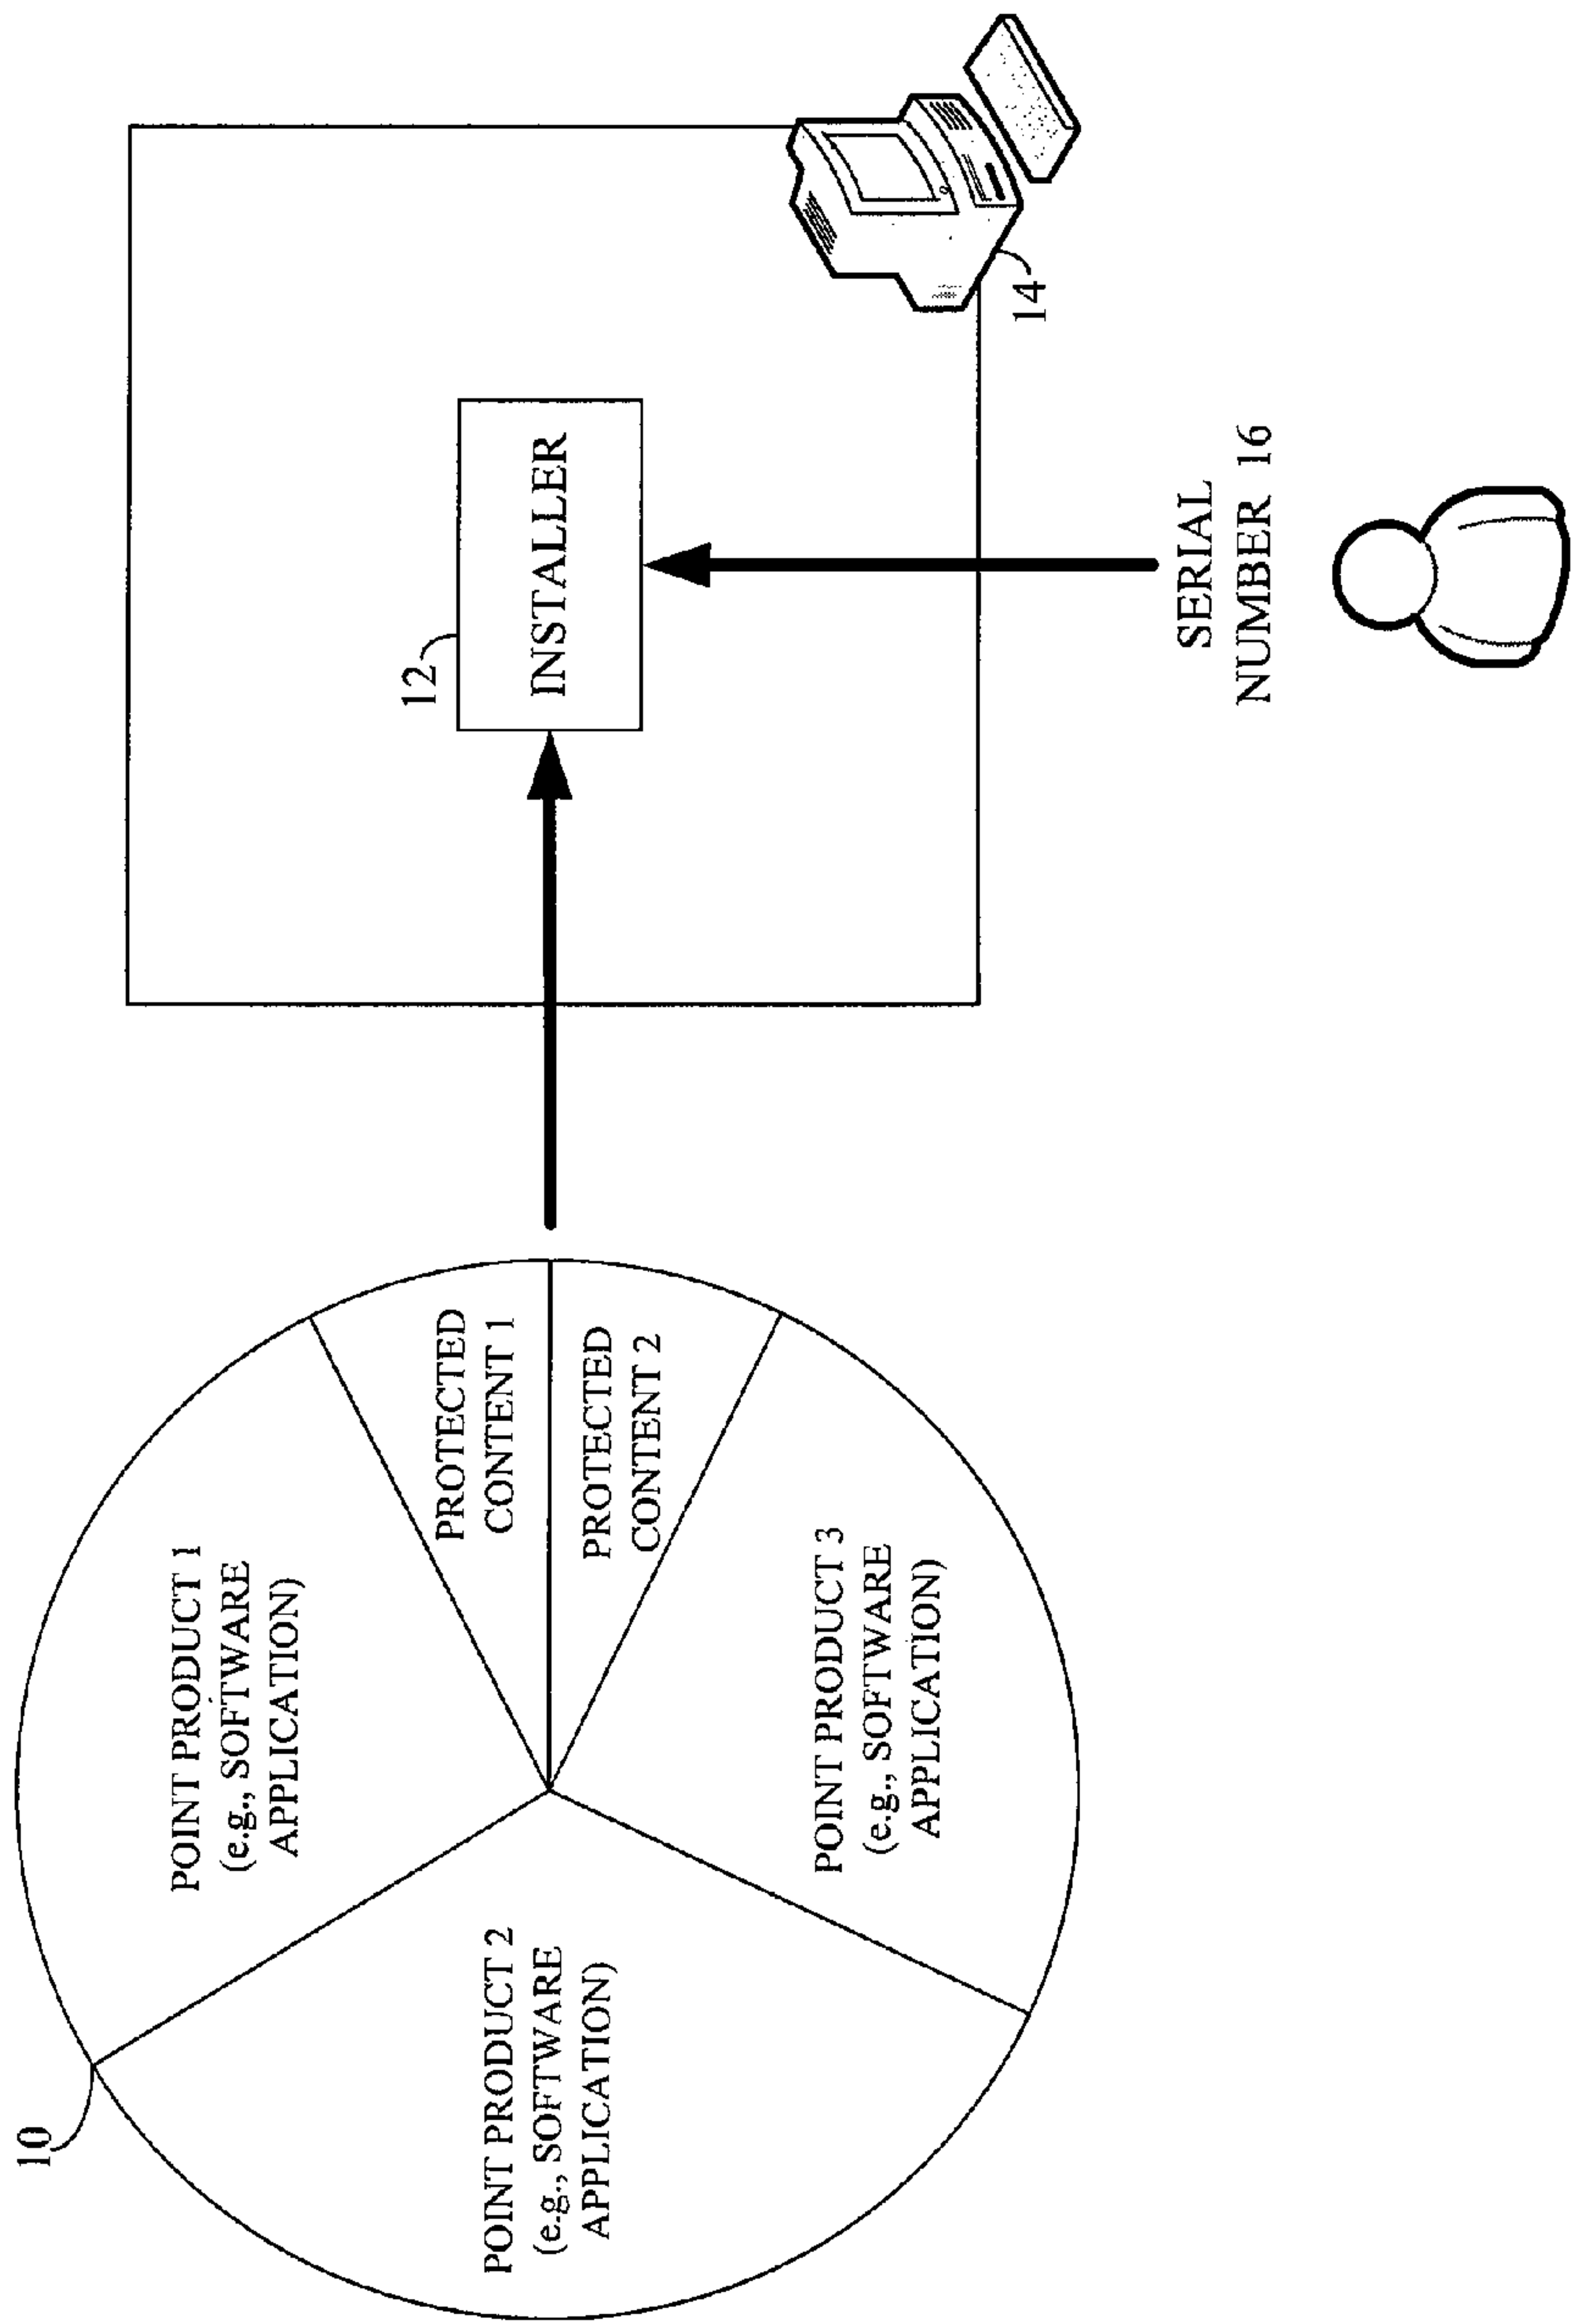 10
POINT PRODUCT 1
(e.g., SOFTWARE
APPLICATION)
POINT PRODUCT 2
(e.g., SOFTWARE
APPLICATION)
PROTECTED
CONTENT 1
PROTECTED
CONTENT 2
POINT PRODUCT 3
(e.g., SOFTWARE
APPLICATION)
12
INSTALLER
14
SERIAL
NUMBER 16